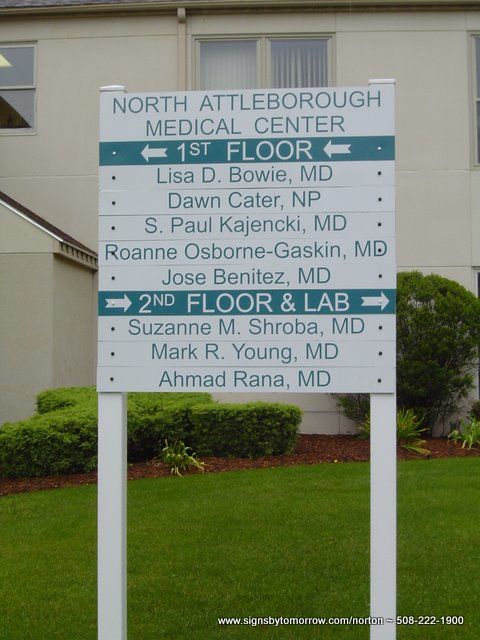 NORTH ATTLEBOROUGH
MEDICAL CENTER
1ST FLOOR
Lisa D. Bowie, MD
Dawn Cater, NP
S. Paul Kajencki, MD
Roanne Osborne-Gaskin, MD
Jose Benitez, MD
2ND FLOOR & LAB
Suzanne M. Shroba, MD
Mark R. Young, MD
Ahmad Rana, MD
www.signsbytomorrow.com/norton ~ 508-222-1900